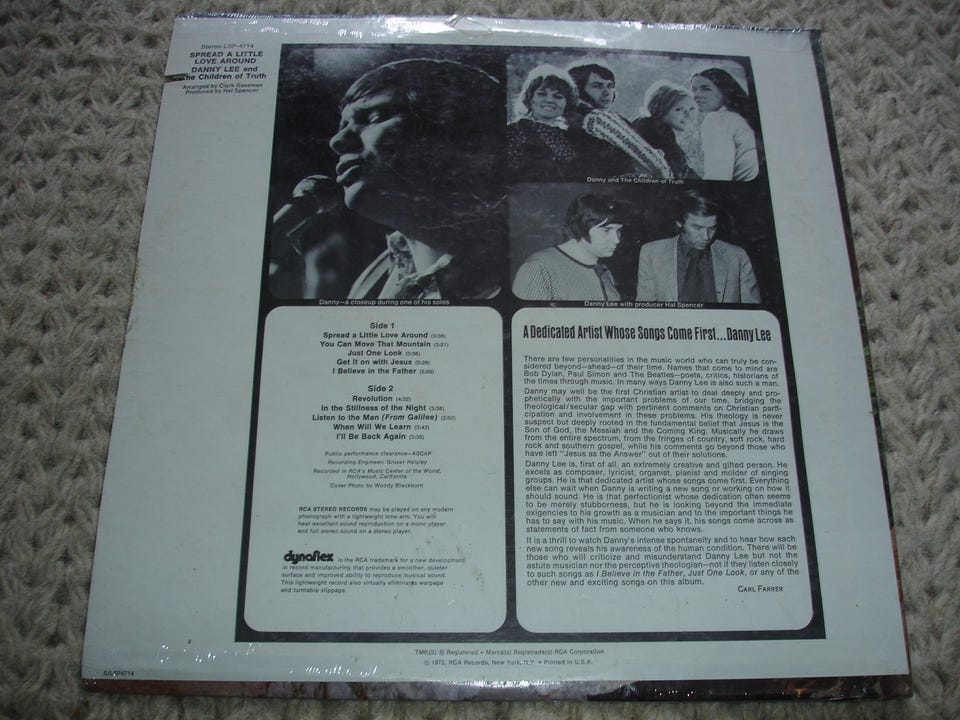 Stereo LSP-4714
SPREAD A LITTLE
LOVE AROUND
DANNY LEE and
The Children of Truth
Arranged by Clark Gassman
Produced by Hal Spencer
Danny and The Children of Truth
Danny—a closeup during one of his solos
Danny Lee with producer Hal Spencer
Side 1
Spread a Little Love Around
You Can Move That Mountain (3:21)
Just One Look
Get It on with Jesus
I Believe in the Father
Side 2
Revolution (4:32)
In the Stillness of the Night
Listen to the Man (From Galilee) (2:52)
When Will We Learn (3:42)
I'll Be Back Again (3:35)
Public performance clearance—ASCAP
Recording Engineer: Grover Helsley
Recorded in RCA's Music Center of the World,
Hollywood, California
Cover Photo by Woody Blackburn
RCA STEREO RECORDS may be played on any modern
phonograph with a lightweight tone arm. You will
hear excellent sound reproduction on a mono player
and full stereo sound on a stereo player.
dynaflex is the RCA trademark for a new development
in record manufacturing that provides a smoother, quieter
surface and improved ability to reproduce musical sound.
This lightweight record also virtually eliminates warpage
and turntable slippage.
A Dedicated Artist Whose Songs Come First...Danny Lee
There are few personalities in the music world who can truly be con-
sidered beyond—ahead—of their time. Names that come to mind are
Bob Dylan, Paul Simon and The Beatles—poets, critics, historians of
the times through music. In many ways Danny Lee is also such a man.
Danny may well be the first Christian artist to deal deeply and pro-
phetically with the important problems of our time, bridging the
theological/secular gap with pertinent comments on Christian parti-
cipation and involvement in these problems. His theology is never
suspect but deeply rooted in the fundamental belief that Jesus is the
Son of God, the Messiah and the Coming King. Musically he draws
from the entire spectrum, from the fringes of country, soft rock, hard
rock and southern gospel, while his comments go beyond those who
have left "Jesus as the Answer" out of their solutions.
Danny Lee is, first of all, an extremely creative and gifted person. He
excels as composer, lyricist, organist, pianist and molder of singing
groups. He is that dedicated artist whose songs come first. Everything
else can wait when Danny is writing a new song or working on how it
should sound. He is that perfectionist whose dedication often seems
to be merely stubborness, but he is looking beyond the immediate
exigencies to his growth as a musician and to the important things he
has to say with his music. When he says it, his songs come across as
statements of fact from someone who knows.
It is a thrill to watch Danny's intense spontaneity and to hear how each
new song reveals his awareness of the human condition. There will be
those who will criticize and misunderstand Danny Lee but not the
astute musician nor the perceptive theologian—not if they listen closely
to such songs as I Believe in the Father, Just One Look, or any of the
other new and exciting songs on this album.
Carl Farrer
2
TMK(S) ® Registered • Marca(s) Registrada(s) RCA Corporation
© 1972, RCA Records, New York, N.Y. • Printed in U.S.A.